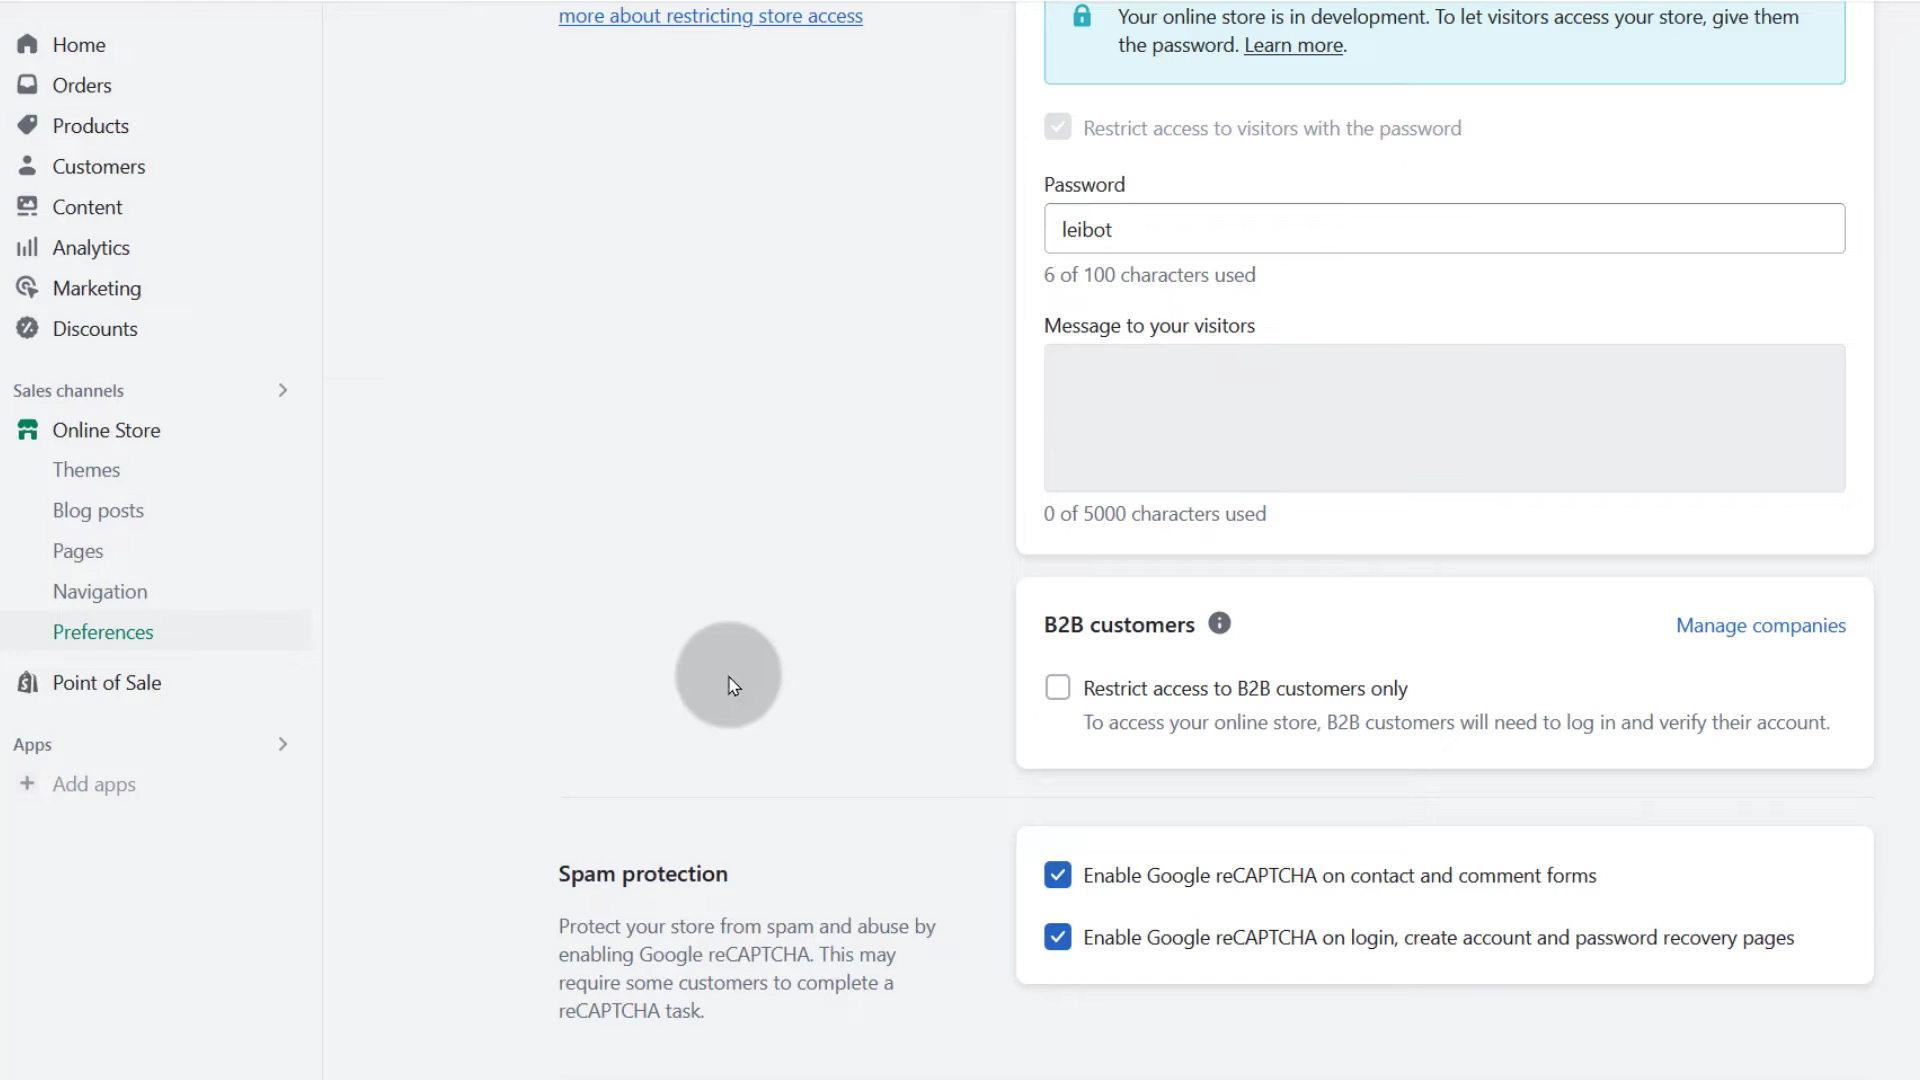 Home
Orders
Products
Customers
Content
Analytics
Marketing
Discounts
Sales channels
Online Store
Themes
Blog posts
Pages
Navigation
Preferences
Point of Sale
Apps
Add apps
more about restricting store access
Your online store is in development. To let visitors access your store, give them
the password. Learn more.
Restrict access to visitors with the password
Password
leibot
6 of 100 characters used
Message to your visitors
0 of 5000 characters used
B2B customers
Manage companies
Restrict access to B2B customers only
To access your online store, B2B customers will need to log in and verify their account.
Spam protection
Protect your store from spam and abuse by
enabling Google reCAPTCHA. This may
require some customers to complete a
reCAPTCHA task.
Enable Google reCAPTCHA on contact and comment forms
Enable Google reCAPTCHA on login, create account and password recovery pages